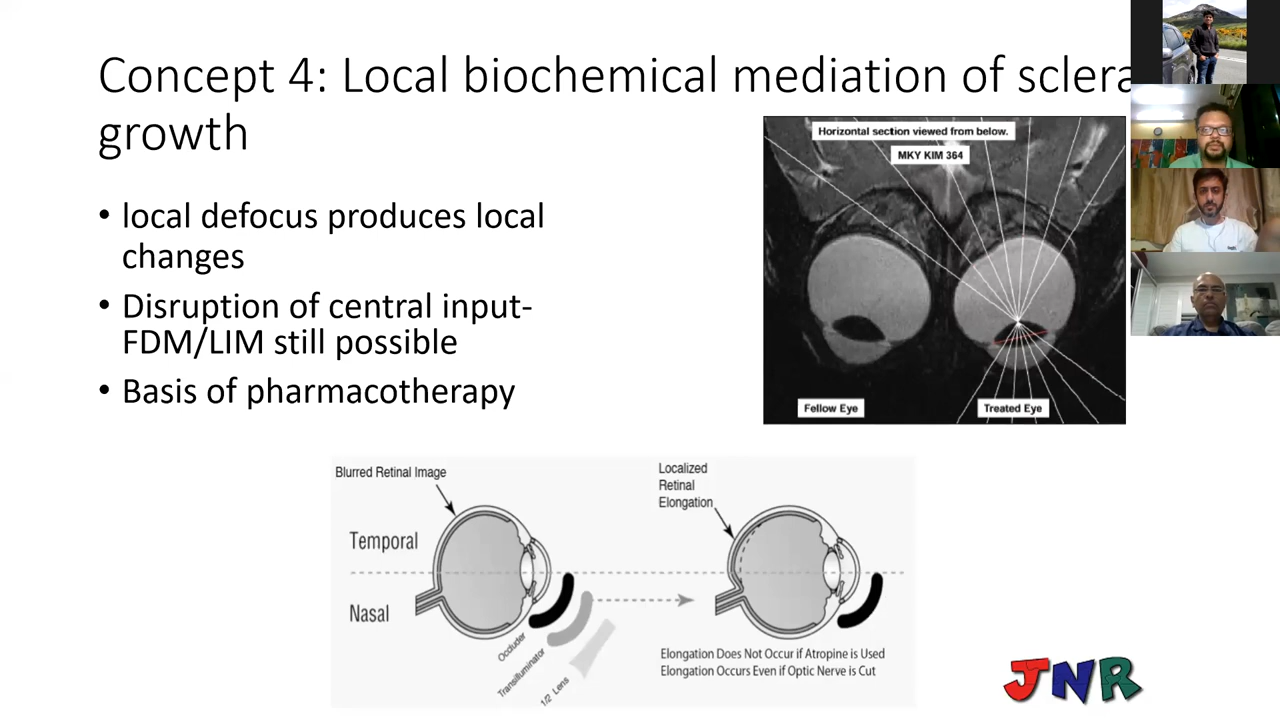 Concept 4: Local biochemical mediation of sclera
growth
• local defocus produces local
changes
• Disruption of central input-
FDM/LIM still possible
• Basis of pharmacotherapy
Horizontal section viewed from below.
MKY KIM 364
Fellow Eye
Treated Eye
Blurred Retinal Image
Temporal
Nasal
Occluder
Transilluminator
1/2 Lens
Localized
Retinal
Elongation
Elongation Does Not Occur if Atropine is Used
Elongation Occurs Even if Optic Nerve is Cut
JNR